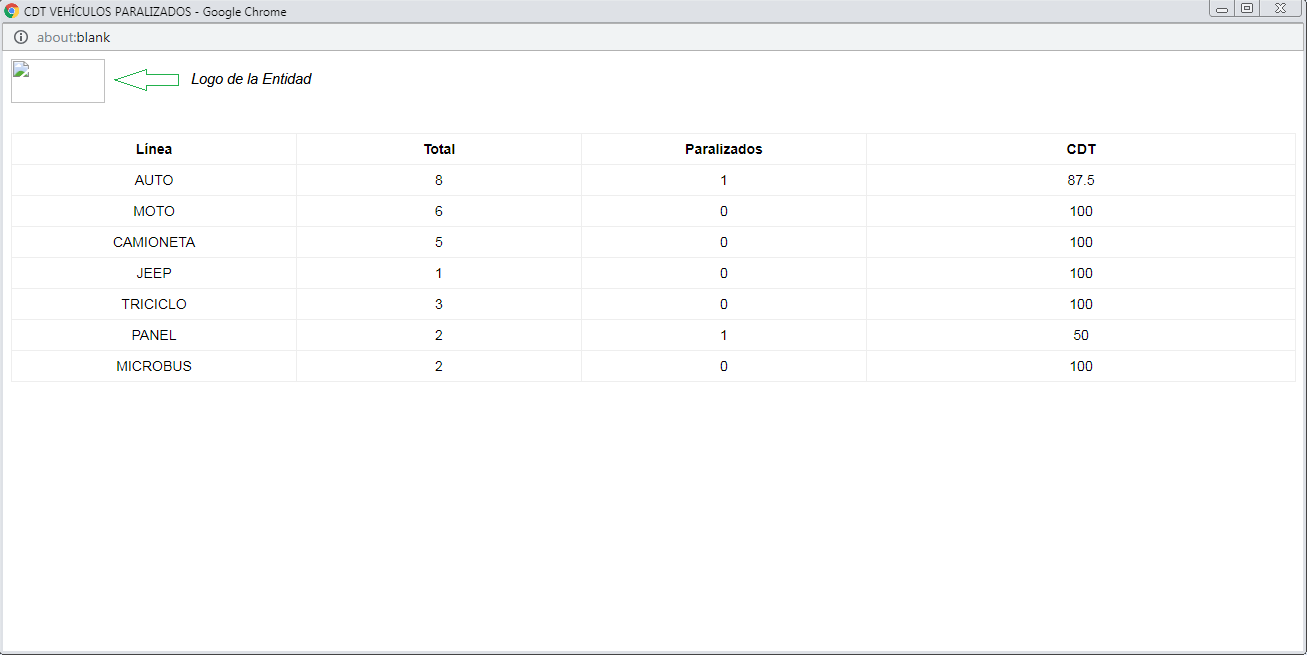 CDT VEHÍCULOS PARALIZADOS - Google Chrome
about:blank
Logo de la Entidad
Línea Total Paralizados CDT
AUTO 8 1 87.5
MOTO 6 0 100
CAMIONETA 5 0 100
JEEP 1 0 100
TRICICLO 3 0 100
PANEL 2 1 50
MICROBUS 2 0 100